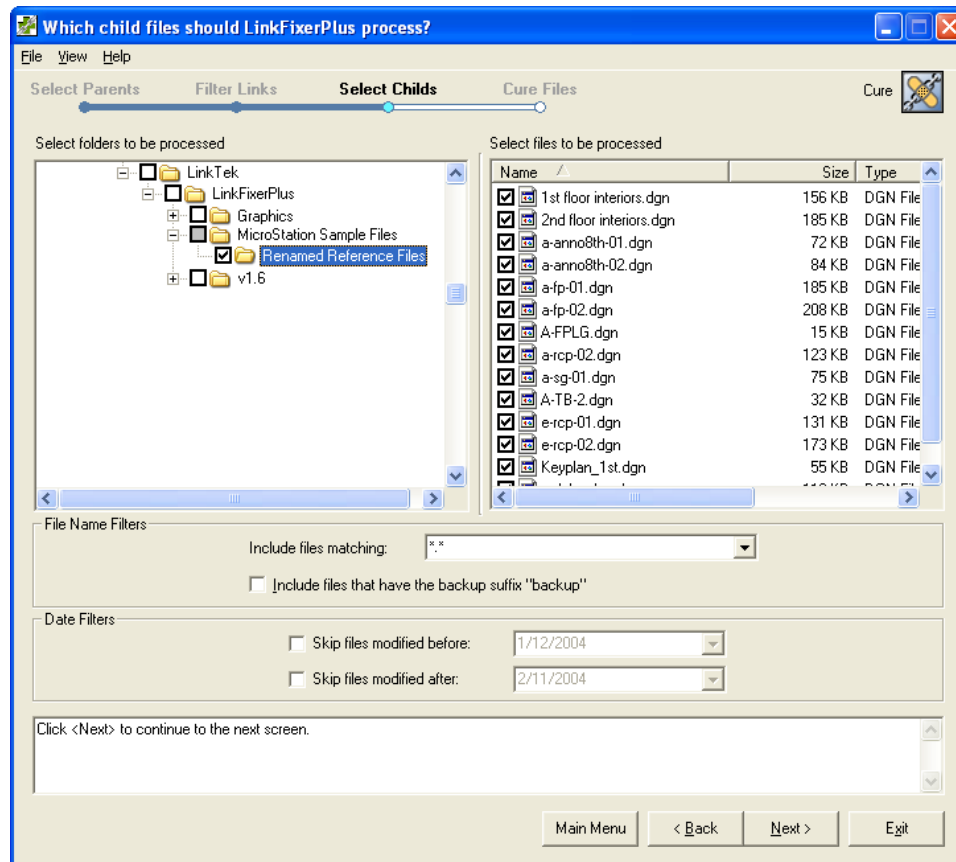 Which child files should LinkFixerPlus process?
File View Help
Select Parents Filter Links Select Childs Cure Files Cure
Select folders to be processed
LinkTek
LinkFixerPlus
Graphics
MicroStation Sample Files
Renamed Reference Files
v1.6
Select files to be processed
Name Size Type
1st floor interiors.dgn 156 KB DGN File
2nd floor interiors.dgn 185 KB DGN File
a-anno8th-01.dgn 72 KB DGN File
a-anno8th-02.dgn 84 KB DGN File
a-fp-01.dgn 185 KB DGN File
a-fp-02.dgn 208 KB DGN File
A-FPLG.dgn 15 KB DGN File
a-rcp-02.dgn 123 KB DGN File
a-sg-01.dgn 75 KB DGN File
A-TB-2.dgn 32 KB DGN File
e-rcp-01.dgn 131 KB DGN File
e-rcp-02.dgn 173 KB DGN File
Keyplan_1st.dgn 55 KB DGN File
File Name Filters
Include files matching: *.*
Include files that have the backup suffix "backup"
Date Filters
Skip files modified before: 1/12/2004
Skip files modified after: 2/11/2004
Click <Next> to continue to the next screen.
Main Menu < Back Next > Exit